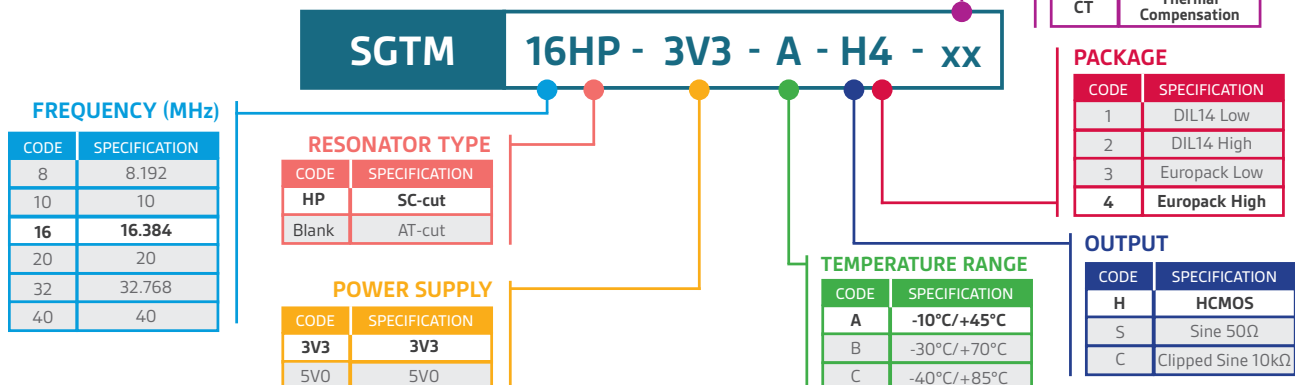 CT Thermal Compensation
SGTM 16HP - 3V3 - A - H4 - xx
FREQUENCY (MHz)
CODE SPECIFICATION
8 8.192
10 10
16 16.384
20 20
32 32.768
40 40
RESONATOR TYPE
CODE SPECIFICATION
HP SC-cut
Blank AT-cut
POWER SUPPLY
CODE SPECIFICATION
3V3 3V3
5V0 5V0
TEMPERATURE RANGE
CODE SPECIFICATION
A -10°C/+45°C
B -30°C/+70°C
C -40°C/+85°C
PACKAGE
CODE SPECIFICATION
1 DIL14 Low
2 DIL14 High
3 Europack Low
4 Europack High
OUTPUT
CODE SPECIFICATION
H HCMOS
S Sine 50Ω
C Clipped Sine 10kΩ